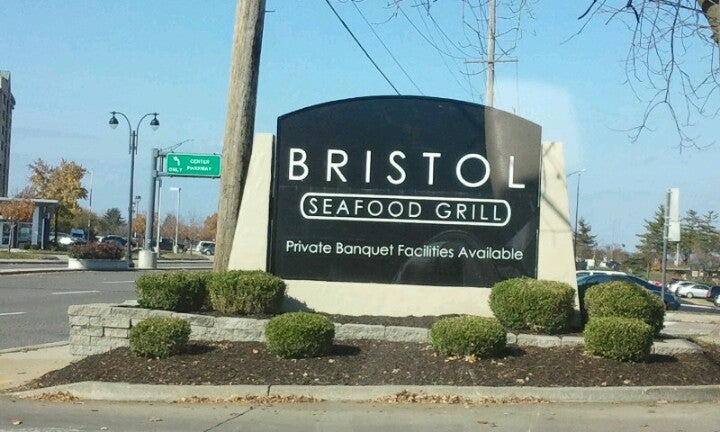 CENTER
ONLY PARKWAY
BRISTOL
SEAFOOD GRILL
Private Banquet Facilities Available